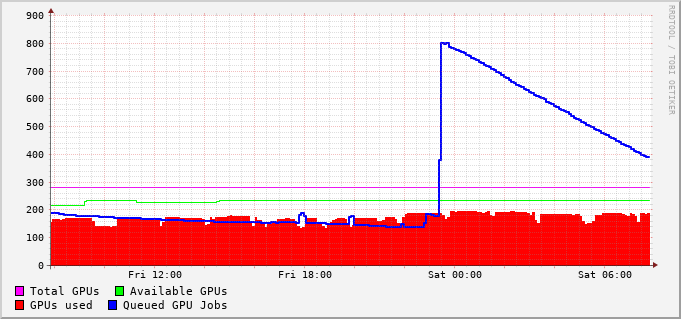 900
800
700
600
500
400
300
200
100
0
Fri 12:00 Fri 18:00 Sat 00:00 Sat 06:00
Total GPUs Available GPUs
GPUs used Queued GPU Jobs
RRDTOOL / TOBI OETIKER